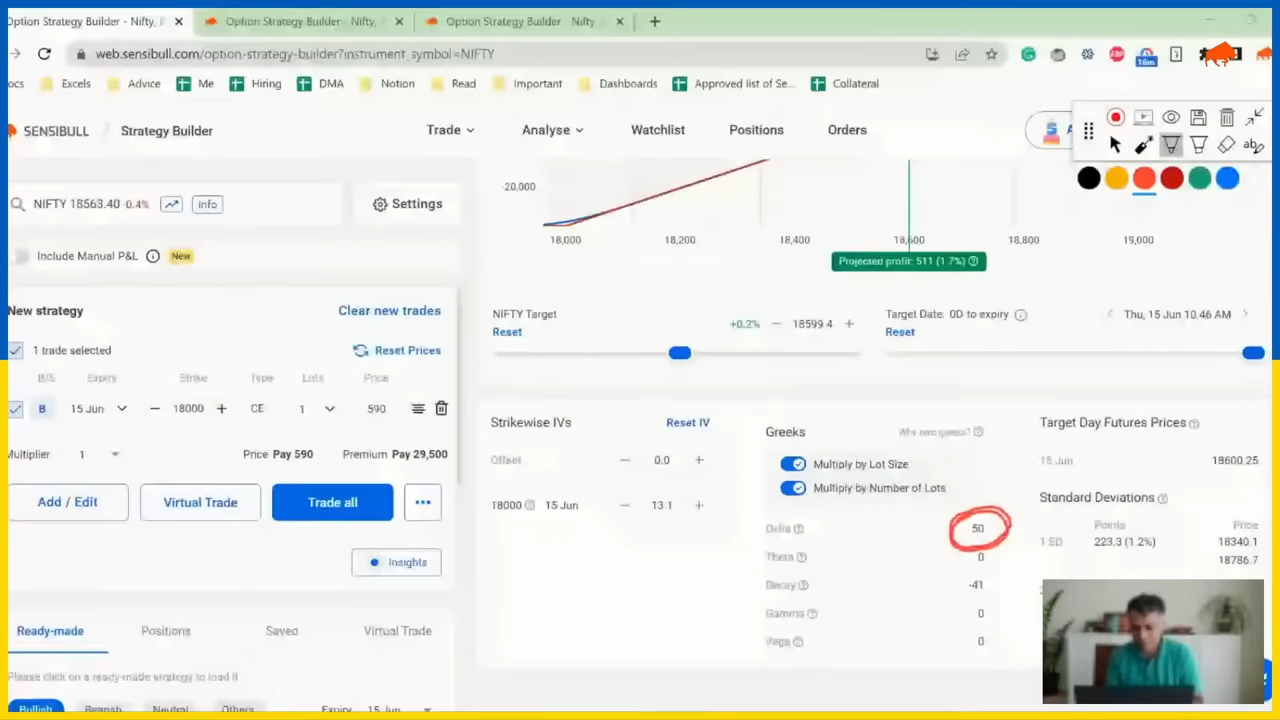 Option Strategy Builder - Nifty, Option Strategy Builder - Nifty, Option Strategy Builder Nifty
web.sensibull.com/option-strategy-builder?instrument_symbol=NIFTY
ocs Excels Advice Me Hiring DMA Notion Read Important Dashboards Approved list of Se... Collateral
ABP
16m
SENSIBULL Strategy Builder Trade Analyse Watchlist Positions Orders
NIFTY 18563.40 -0.4% Info Settings
Include Manual P&L New
-20,000
18,000 18,200 18,400 18,600 18,800 19,000
Projected profit: 511 (1.7%)
New strategy Clear new trades
1 trade selected Reset Prices
B/S Expiry Strike Type Lots Price
B 15 Jun 18000 CE 1 590
Multiplier 1 Price Pay 590 Premium Pay 29,500
Add / Edit Virtual Trade Trade all
Insights
Ready-made Positions Saved Virtual Trade
Please click on a ready-made strategy to load it
Bullish Bearish Neutral Others Expiry 15 Jun
NIFTY Target +0.2% 18599.4
Reset
Target Date: 0D to expiry Thu, 15 Jun 10.46 AM
Reset
Strikewise IVs Reset IV
Offset 0.0
18000 15 Jun 13.1
Greeks Why zero greeks?
Multiply by Lot Size
Multiply by Number of Lots
Delta 50
Theta 0
Decay -41
Gamma 0
Vega 0
Target Day Futures Prices
15 Jun 18600.25
Standard Deviations
Points Price
1 SD 223.3 (1.2%) 18340.1
18786.7